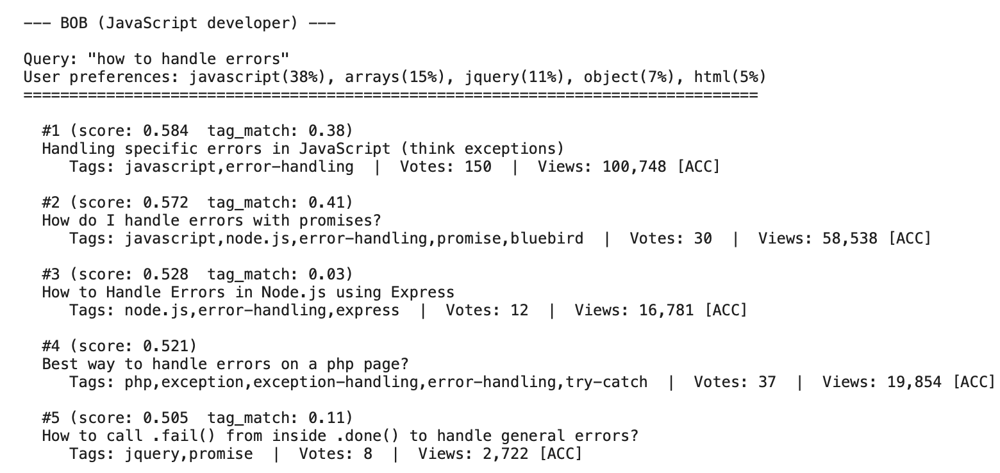 --- BOB (JavaScript developer) ---
Query: "how to handle errors"
User preferences: javascript(38%), arrays(15%), jquery(11%), object(7%), html(5%)
================================================================================
#1 (score: 0.584  tag_match: 0.38)
Handling specific errors in JavaScript (think exceptions)
Tags: javascript,error-handling  |  Votes: 150  |  Views: 100,748 [ACC]
#2 (score: 0.572  tag_match: 0.41)
How do I handle errors with promises?
Tags: javascript,node.js,error-handling,promise,bluebird  |  Votes: 30  |  Views: 58,538 [ACC]
#3 (score: 0.528  tag_match: 0.03)
How to Handle Errors in Node.js using Express
Tags: node.js,error-handling,express  |  Votes: 12  |  Views: 16,781 [ACC]
#4 (score: 0.521)
Best way to handle errors on a php page?
Tags: php,exception,exception-handling,error-handling,try-catch  |  Votes: 37  |  Views: 19,854 [ACC]
#5 (score: 0.505  tag_match: 0.11)
How to call .fail() from inside .done() to handle general errors?
Tags: jquery,promise  |  Votes: 8  |  Views: 2,722 [ACC]